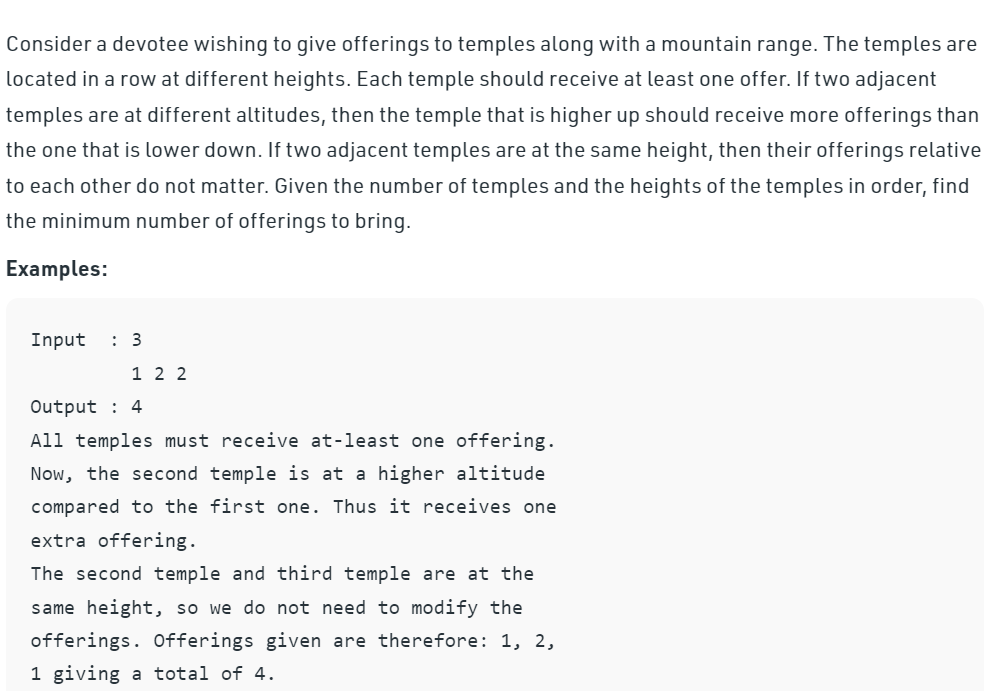 Consider a devotee wishing to give offerings to temples along with a mountain range. The temples are
located in a row at different heights. Each temple should receive at least one offer. If two adjacent
temples are at different altitudes, then the temple that is higher up should receive more offerings than
the one that is lower down. If two adjacent temples are at the same height, then their offerings relative
to each other do not matter. Given the number of temples and the heights of the temples in order, find
the minimum number of offerings to bring.
Examples:
Input : 3
1 2 2
Output : 4
All temples must receive at-least one offering.
Now, the second temple is at a higher altitude
compared to the first one. Thus it receives one
extra offering.
The second temple and third temple are at the
same height, so we do not need to modify the
offerings. Offerings given are therefore: 1, 2,
1 giving a total of 4.